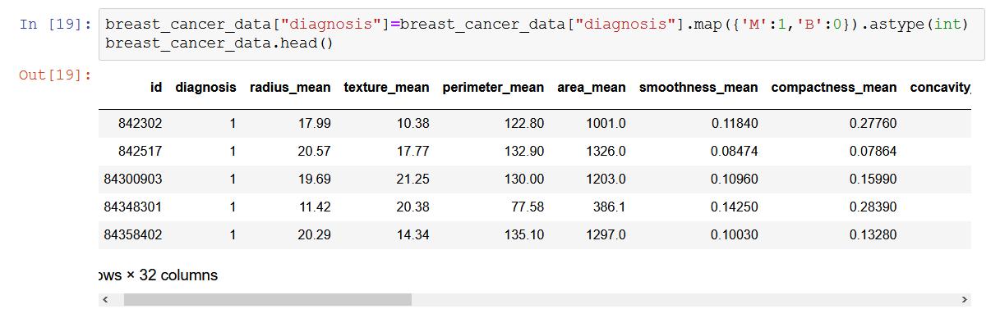 In [19]: breast_cancer_data["diagnosis"]=breast_cancer_data["diagnosis"].map({'M':1,'B':0}).astype(int)
breast_cancer_data.head()
Out[19]:
id diagnosis radius_mean texture_mean perimeter_mean area_mean smoothness_mean compactness_mean concavity_
842302 1 17.99 10.38 122.80 1001.0 0.11840 0.27760
842517 1 20.57 17.77 132.90 1326.0 0.08474 0.07864
84300903 1 19.69 21.25 130.00 1203.0 0.10960 0.15990
84348301 1 11.42 20.38 77.58 386.1 0.14250 0.28390
84358402 1 20.29 14.34 135.10 1297.0 0.10030 0.13280
ows × 32 columns